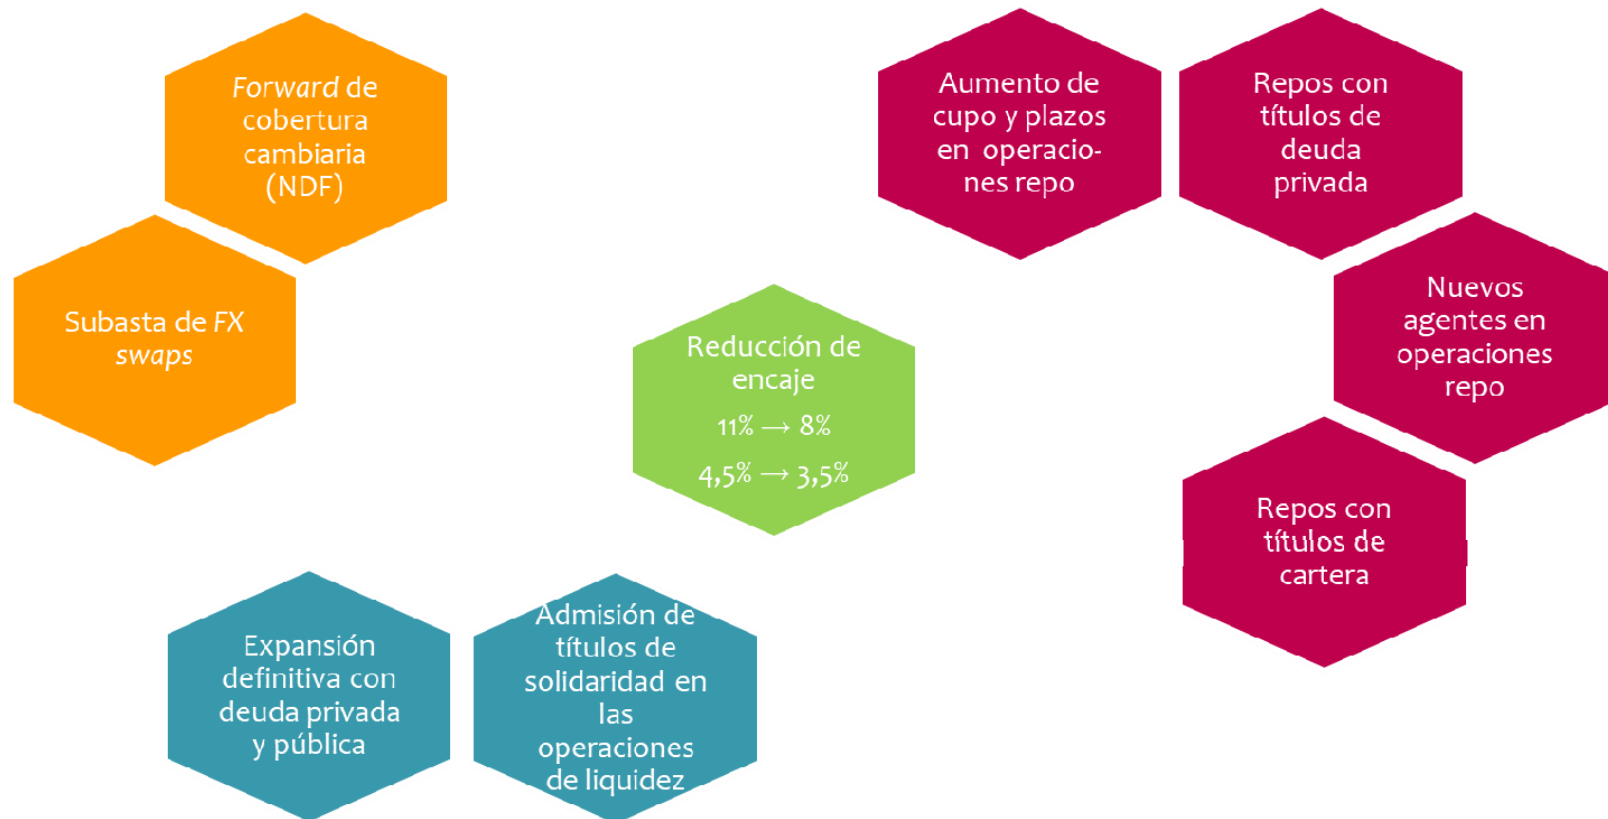 Forward de
cobertura
cambiaria
(NDF)
Subasta de FX
swaps
Reducción de
encaje
11% → 8%
4,5% → 3,5%
Aumento de
cupo y plazos
en operacio-
nes repo
Repos con
títulos de
deuda
privada
Nuevos
agentes en
operaciones
repo
Repos con
títulos de
cartera
Expansión
definitiva con
deuda privada
y pública
Admisión de
títulos de
solidaridad en
las
operaciones
de liquidez